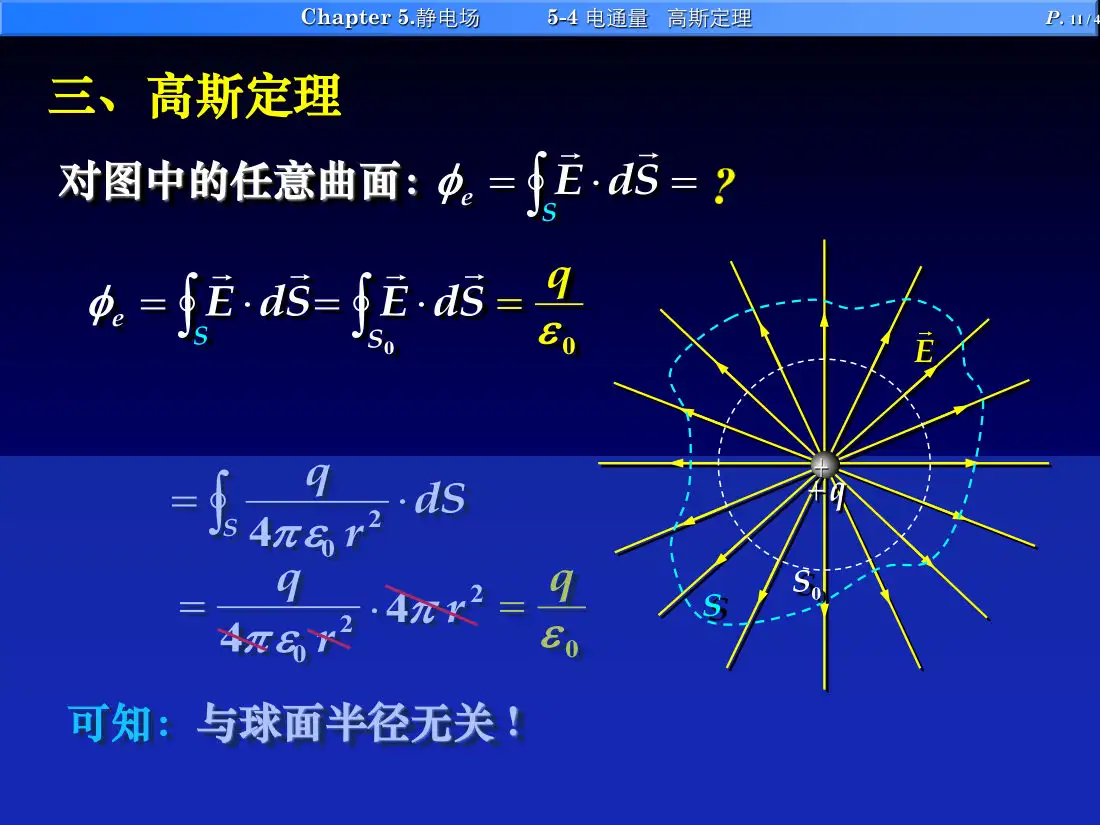 Chapter 5.静电场 5-4 电通量 高斯定理 P. 11 / 4
三、高斯定理
对图中的任意曲面: ϕe = ∮S E⃗ · dS⃗ = ?
ϕe = ∮S E⃗ · dS⃗ = ∮S0 E⃗ · dS⃗ = q/ε0
E⃗
= ∮S q/(4πε0 r²) · dS
+q
= q/(4πε0 r²) · 4πr² = q/ε0
S0
S
可知: 与球面半径无关!